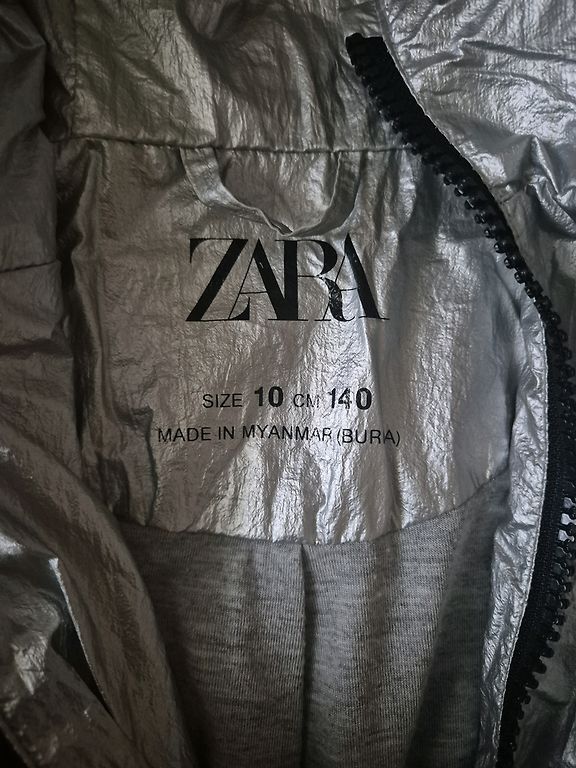 ZARA
SIZE 10 CM 140
MADE IN MYANMAR (BURA)